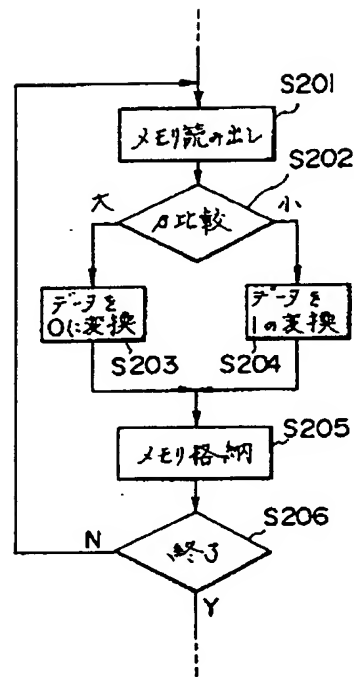 S201
メモリ読み出し
S202
大
小
β比較
データを
0に変換
データを
1の変換
S203
S204
S205
メモリ格納
S206
N
終了
Y